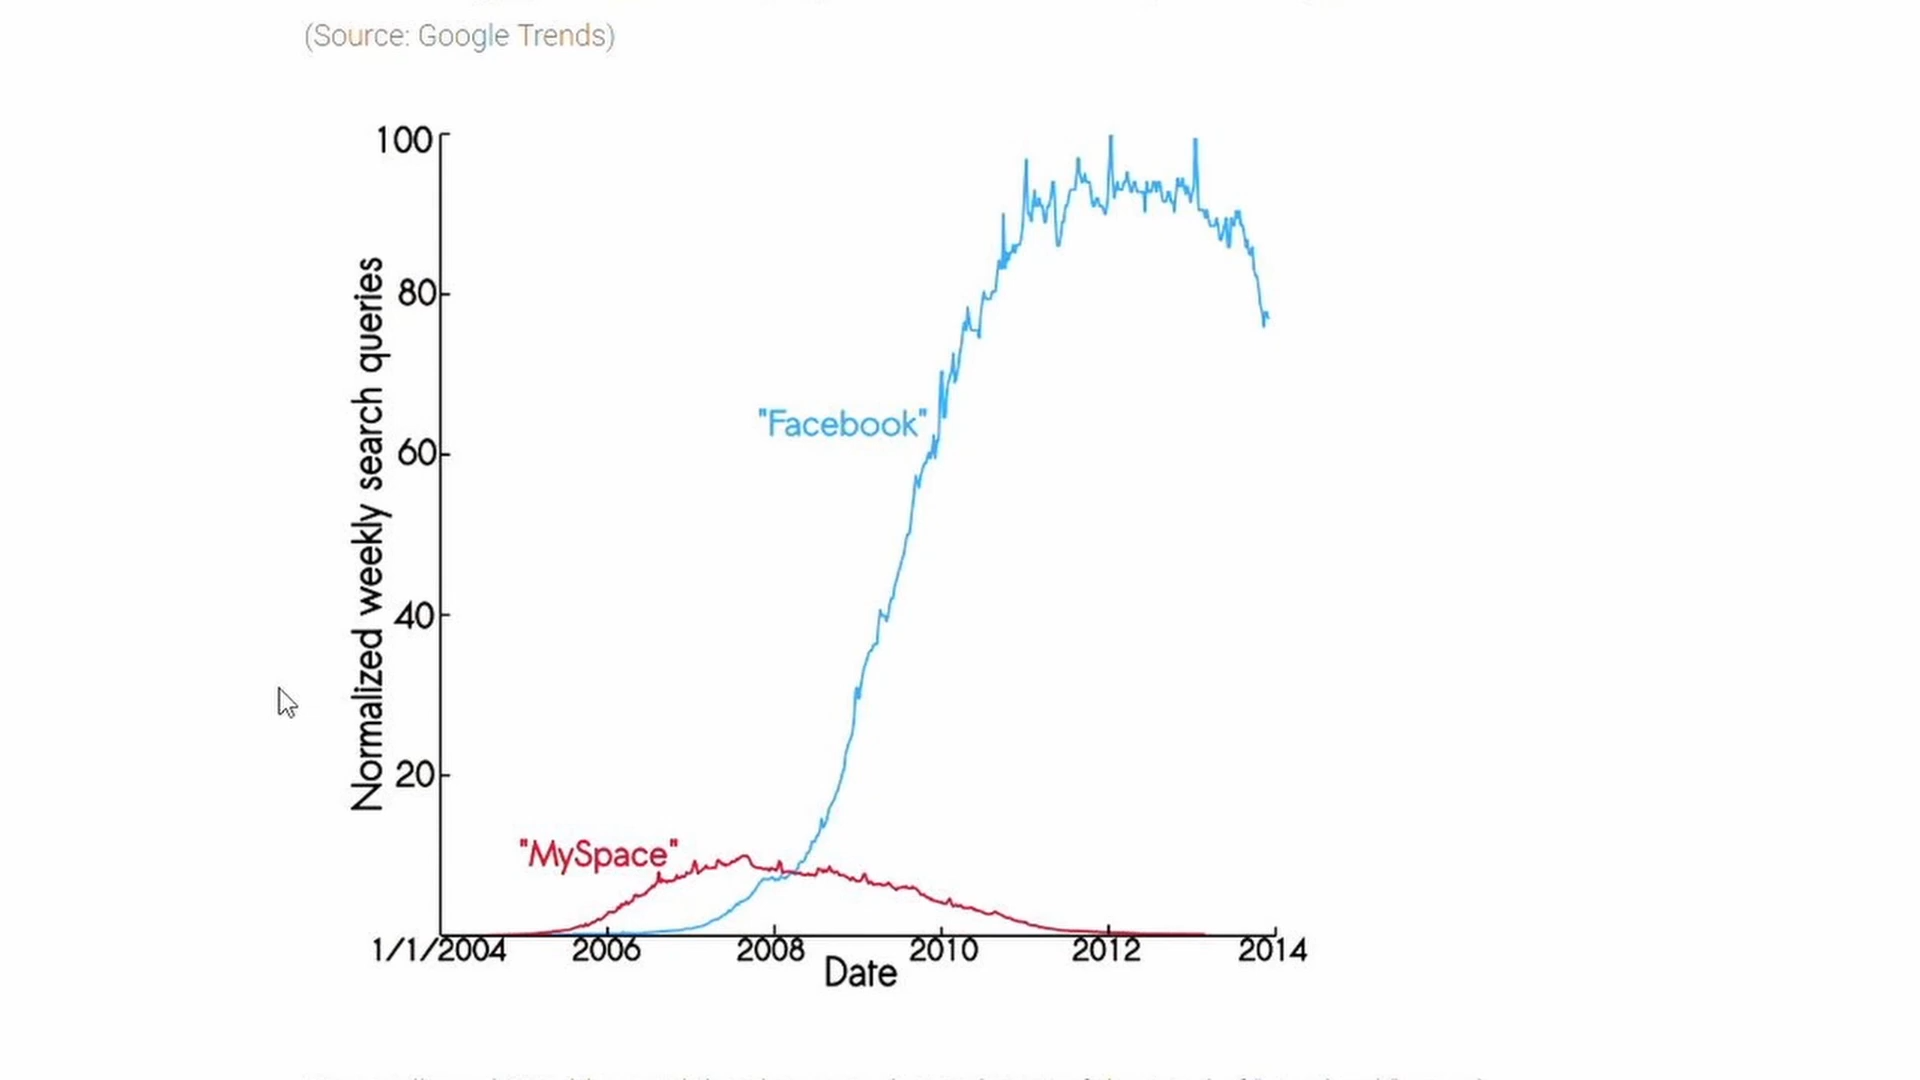 (Source: Google Trends)
100
80
60
40
20
Normalized weekly search queries
"Facebook"
"MySpace"
1/1/2004 2006 2008 2010 2012 2014
Date